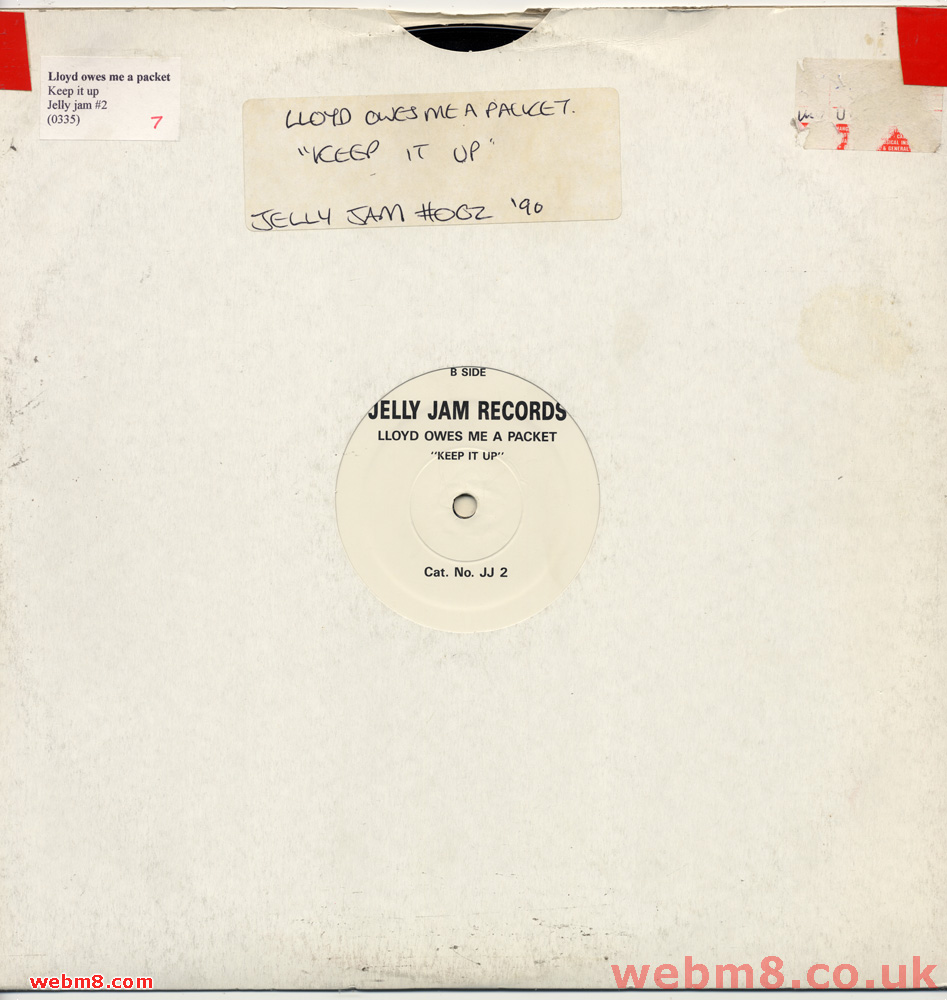 Lloyd owes me a packet
Keep it up
Jelly jam #2
(0335)
7
LLOYD OWES ME A PACKET.
"KEEP IT UP"
JELLY JAM #002 '90
B SIDE
JELLY JAM RECORDS
LLOYD OWES ME A PACKET
"KEEP IT UP"
Cat. No. JJ 2
webm8.com
webm8.co.uk